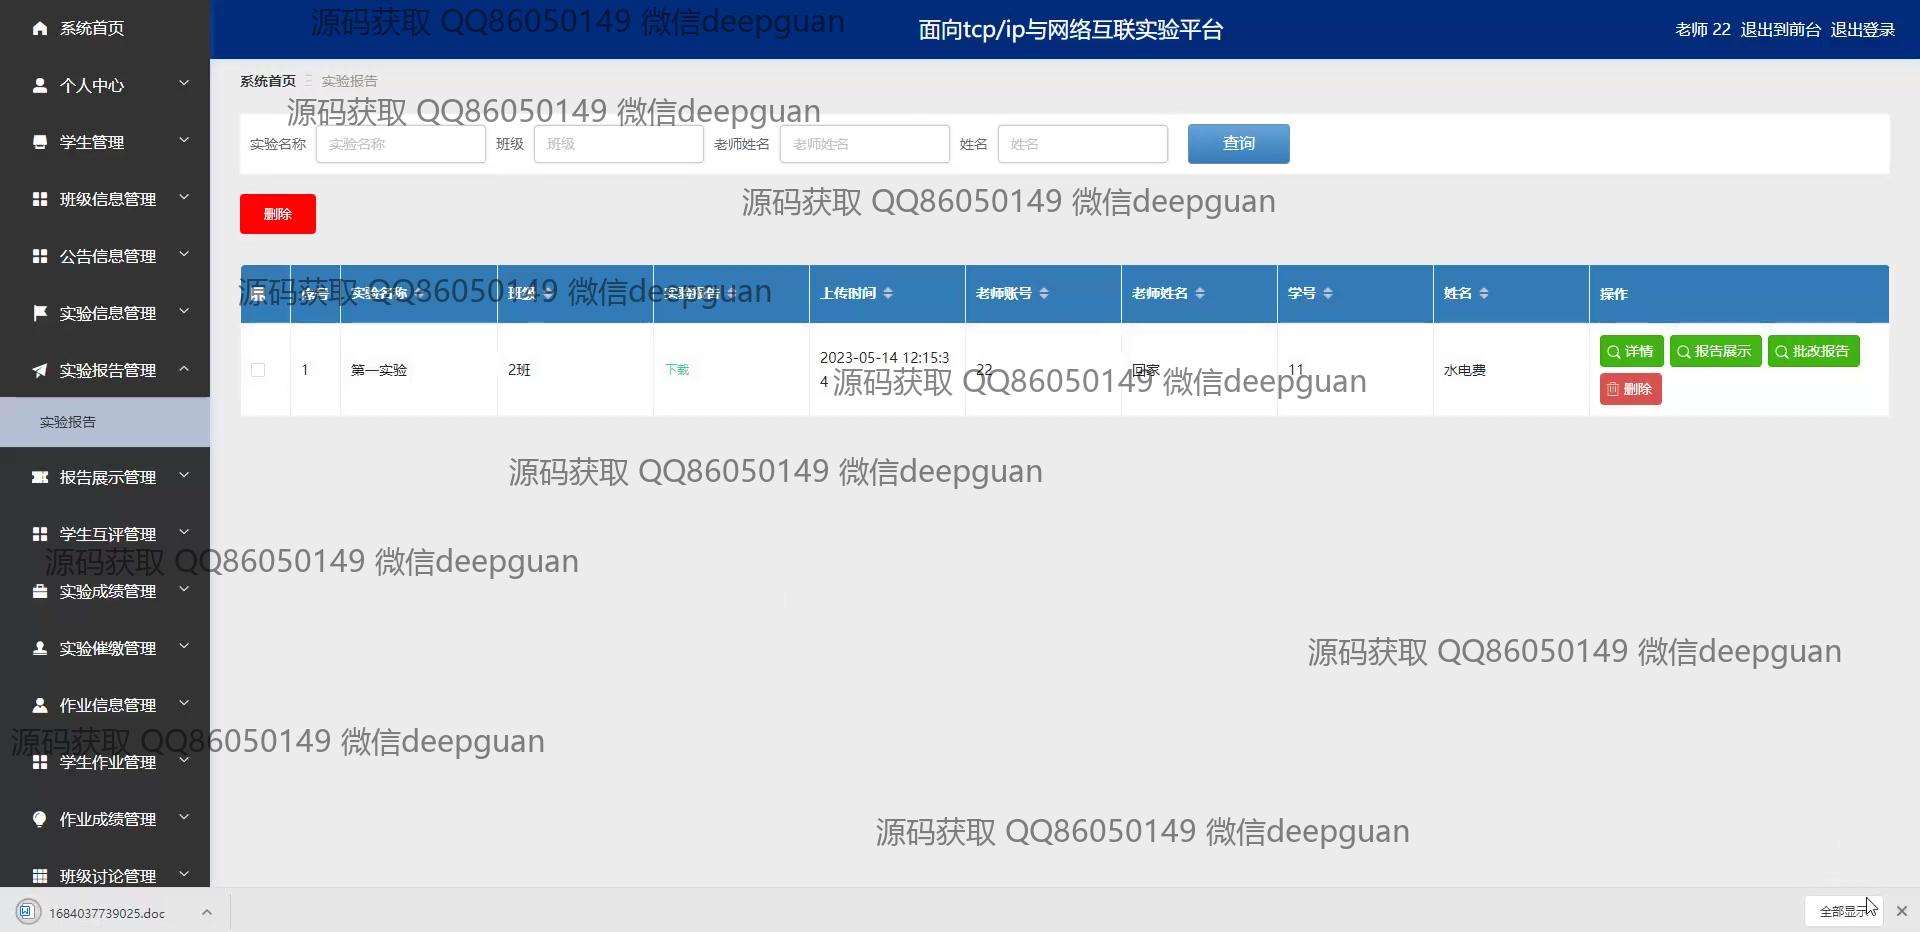 系统首页
个人中心
学生管理
班级信息管理
公告信息管理
实验信息管理
实验报告管理
实验报告
报告展示管理
学生互评管理
实验成绩管理
实验催缴管理
作业信息管理
学生作业管理
作业成绩管理
班级讨论管理
源码获取 QQ86050149 微信deepguan
面向tcp/ip与网络互联实验平台
老师 22 退出到前台 退出登录
系统首页 实验报告
源码获取 QQ86050149 微信deepguan
实验名称 实验名称 班级 班级 老师姓名 老师姓名 姓名 姓名 查询
源码获取 QQ86050149 微信deepguan
删除
源码获取 QQ86050149 微信deepguan
序号 实验名称 班级 实验报告 上传时间 老师账号 老师姓名 学号 姓名 操作
1 第一实验 2班 下载 2023-05-14 12:15:3
4 22 回家 11 水电费
详情 报告展示 批改报告
删除
源码获取 QQ86050149 微信deepguan
源码获取 QQ86050149 微信deepguan
源码获取 QQ86050149 微信deepguan
源码获取 QQ86050149 微信deepguan
源码获取 QQ86050149 微信deepguan
源码获取 QQ86050149 微信deepguan
1684037739025.doc
全部显示